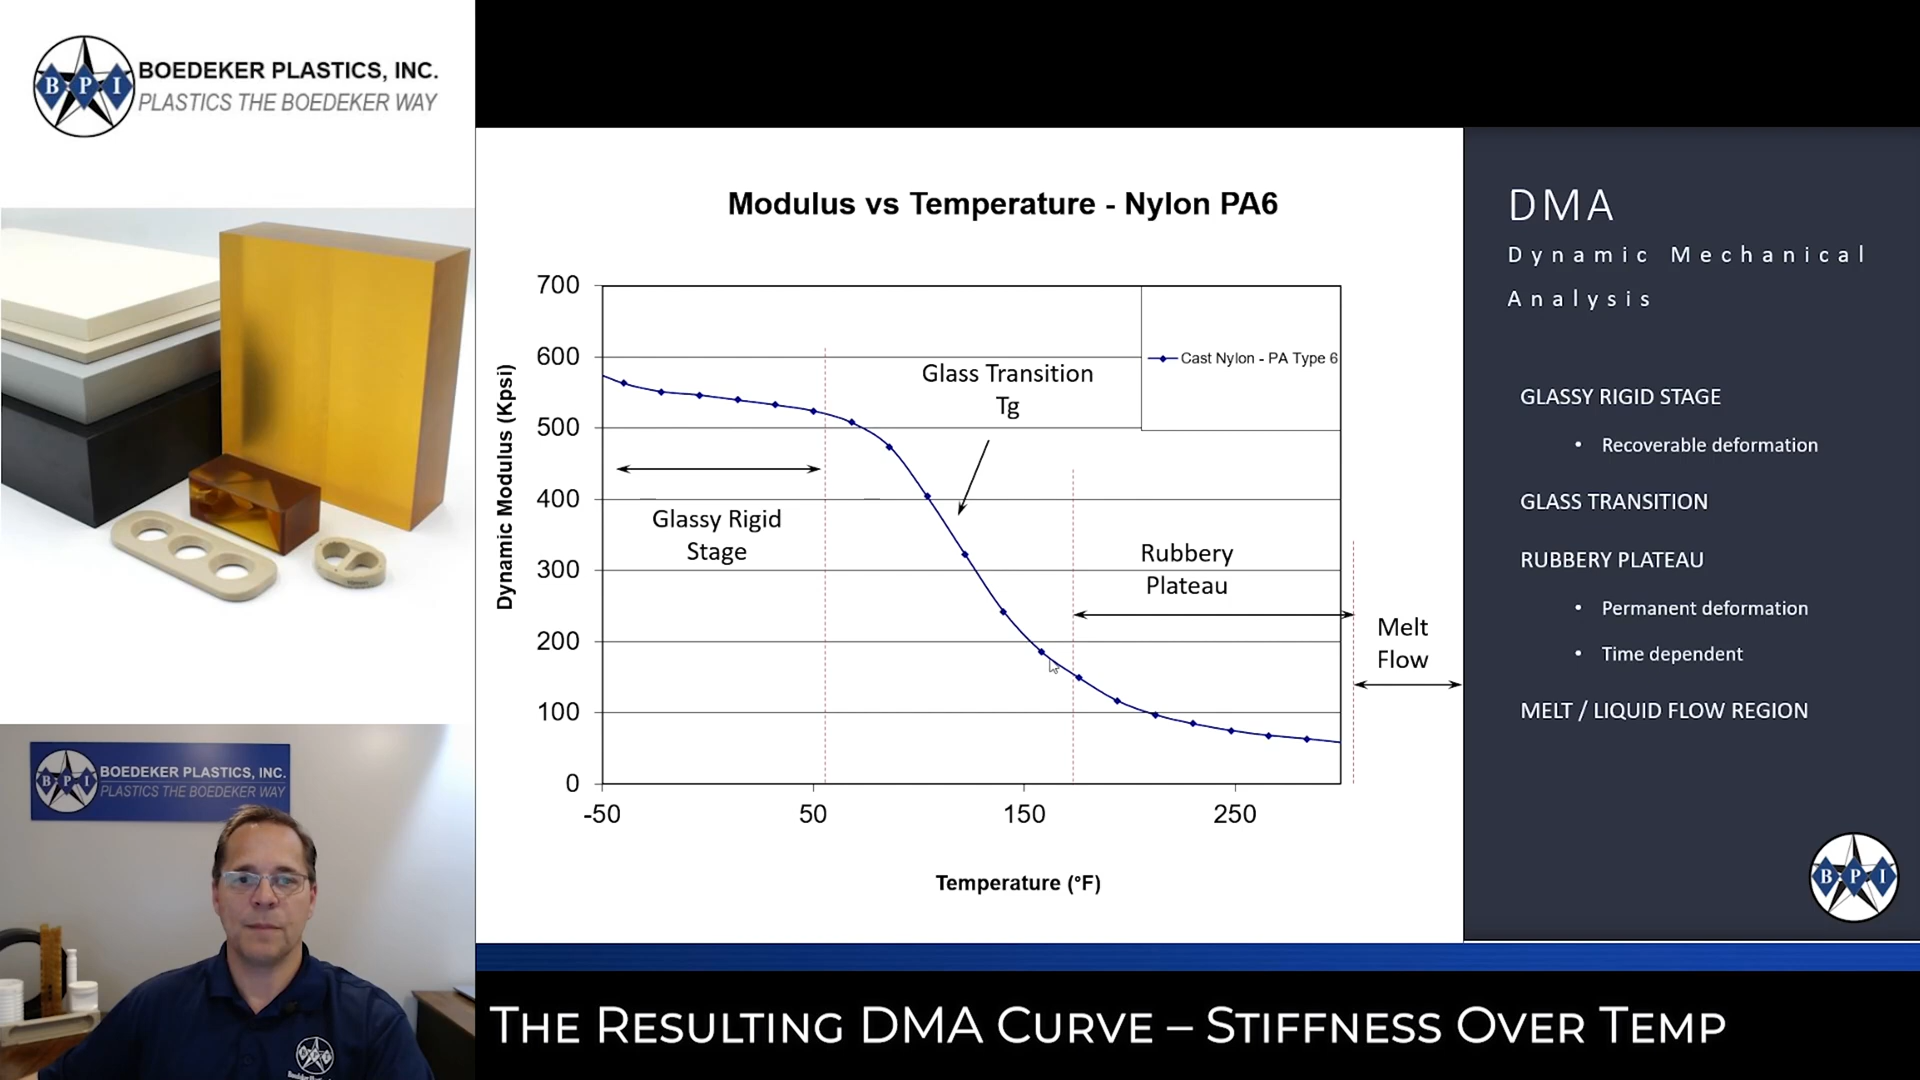 BPI BOEDEKER PLASTICS, INC.
PLASTICS THE BOEDEKER WAY
Modulus vs Temperature - Nylon PA6
Dynamic Modulus (Kpsi)
700
600
500
400
300
200
100
0
-50
50
150
250
Temperature (°F)
Cast Nylon - PA Type 6
Glass Transition
Tg
Glassy Rigid
Stage
Rubbery
Plateau
Melt
Flow
DMA
Dynamic Mechanical
Analysis
GLASSY RIGID STAGE
• Recoverable deformation
GLASS TRANSITION
RUBBERY PLATEAU
• Permanent deformation
• Time dependent
MELT / LIQUID FLOW REGION
BPI
BPI BOEDEKER PLASTICS, INC.
PLASTICS THE BOEDEKER WAY
BPI
THE RESULTING DMA CURVE – STIFFNESS OVER TEMP